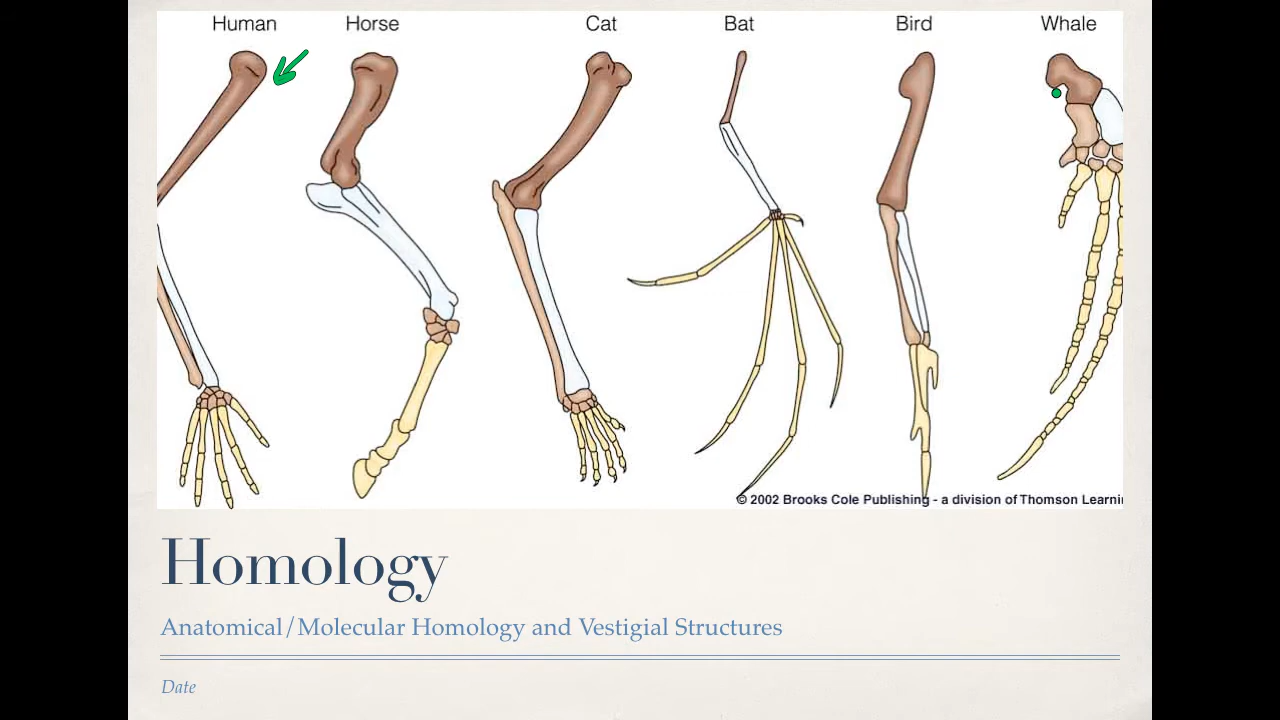 Human Horse Cat Bat Bird Whale
© 2002 Brooks Cole Publishing - a division of Thomson Learni
Homology
Anatomical/Molecular Homology and Vestigial Structures
Date